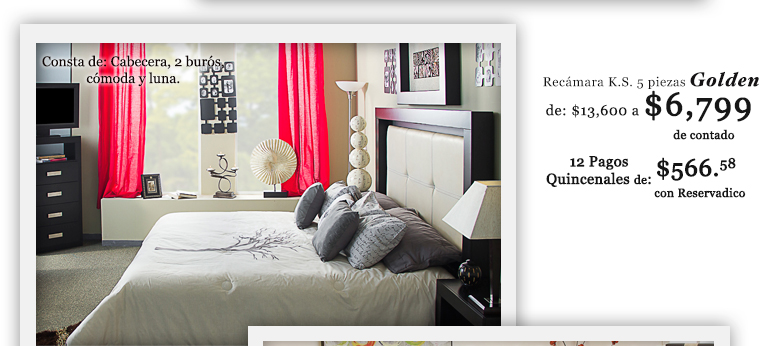 Consta de: Cabecera, 2 burós,
cómoda y luna.
Recámara K.S. 5 piezas Golden
de: $13,600 a $6,799
de contado
12 Pagos
Quincenales de: $566.58
con Reservadico